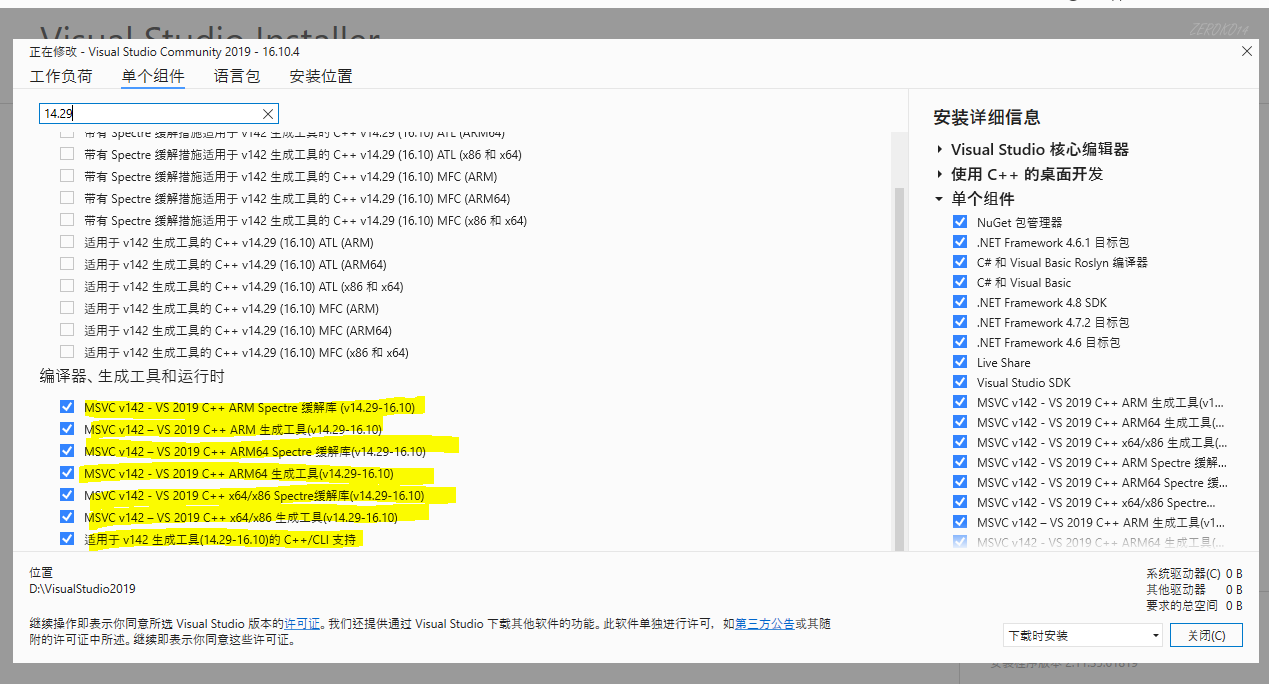 Visual Studio Installer
ZEROKO14
正在修改 - Visual Studio Community 2019 - 16.10.4
工作负荷 单个组件 语言包 安装位置
14.29
带有 Spectre 缓解措施适用于 v142 生成工具的 C++ v14.29 (16.10) ATL (ARM64)
带有 Spectre 缓解措施适用于 v142 生成工具的 C++ v14.29 (16.10) ATL (x86 和 x64)
带有 Spectre 缓解措施适用于 v142 生成工具的 C++ v14.29 (16.10) MFC (ARM)
带有 Spectre 缓解措施适用于 v142 生成工具的 C++ v14.29 (16.10) MFC (ARM64)
带有 Spectre 缓解措施适用于 v142 生成工具的 C++ v14.29 (16.10) MFC (x86 和 x64)
适用于 v142 生成工具的 C++ v14.29 (16.10) ATL (ARM)
适用于 v142 生成工具的 C++ v14.29 (16.10) ATL (ARM64)
适用于 v142 生成工具的 C++ v14.29 (16.10) ATL (x86 和 x64)
适用于 v142 生成工具的 C++ v14.29 (16.10) MFC (ARM)
适用于 v142 生成工具的 C++ v14.29 (16.10) MFC (ARM64)
适用于 v142 生成工具的 C++ v14.29 (16.10) MFC (x86 和 x64)
编译器、生成工具和运行时
MSVC v142 - VS 2019 C++ ARM Spectre 缓解库 (v14.29-16.10)
MSVC v142 – VS 2019 C++ ARM 生成工具(v14.29-16.10)
MSVC v142 – VS 2019 C++ ARM64 Spectre 缓解库(v14.29-16.10)
MSVC v142 - VS 2019 C++ ARM64 生成工具(v14.29-16.10)
MSVC v142 - VS 2019 C++ x64/x86 Spectre缓解库(v14.29-16.10)
MSVC v142 – VS 2019 C++ x64/x86 生成工具(v14.29-16.10)
适用于 v142 生成工具(14.29-16.10)的 C++/CLI 支持
安装详细信息
Visual Studio 核心编辑器
使用 C++ 的桌面开发
单个组件
NuGet 包管理器
.NET Framework 4.6.1 目标包
C# 和 Visual Basic Roslyn 编译器
C# 和 Visual Basic
.NET Framework 4.8 SDK
.NET Framework 4.7.2 目标包
.NET Framework 4.6 目标包
Live Share
Visual Studio SDK
MSVC v142 - VS 2019 C++ ARM 生成工具(v1...
MSVC v142 - VS 2019 C++ ARM64 生成工具(...
MSVC v142 - VS 2019 C++ x64/x86 生成工具(...
MSVC v142 - VS 2019 C++ ARM Spectre 缓解...
MSVC v142 - VS 2019 C++ ARM64 Spectre 缓...
MSVC v142 - VS 2019 C++ x64/x86 Spectre...
MSVC v142 – VS 2019 C++ ARM 生成工具(v1...
MSVC v142 - VS 2019 C++ ARM64 生成工具(...
位置
D:\VisualStudio2019
系统驱动器(C) 0 B
其他驱动器 0 B
要求的总空间 0 B
继续操作即表示你同意所选 Visual Studio 版本的许可证。我们还提供通过 Visual Studio 下载其他软件的功能。此软件单独进行许可，如第三方公告或其随
附的许可证中所述。继续即表示你同意这些许可证。
下载时安装
关闭(C)